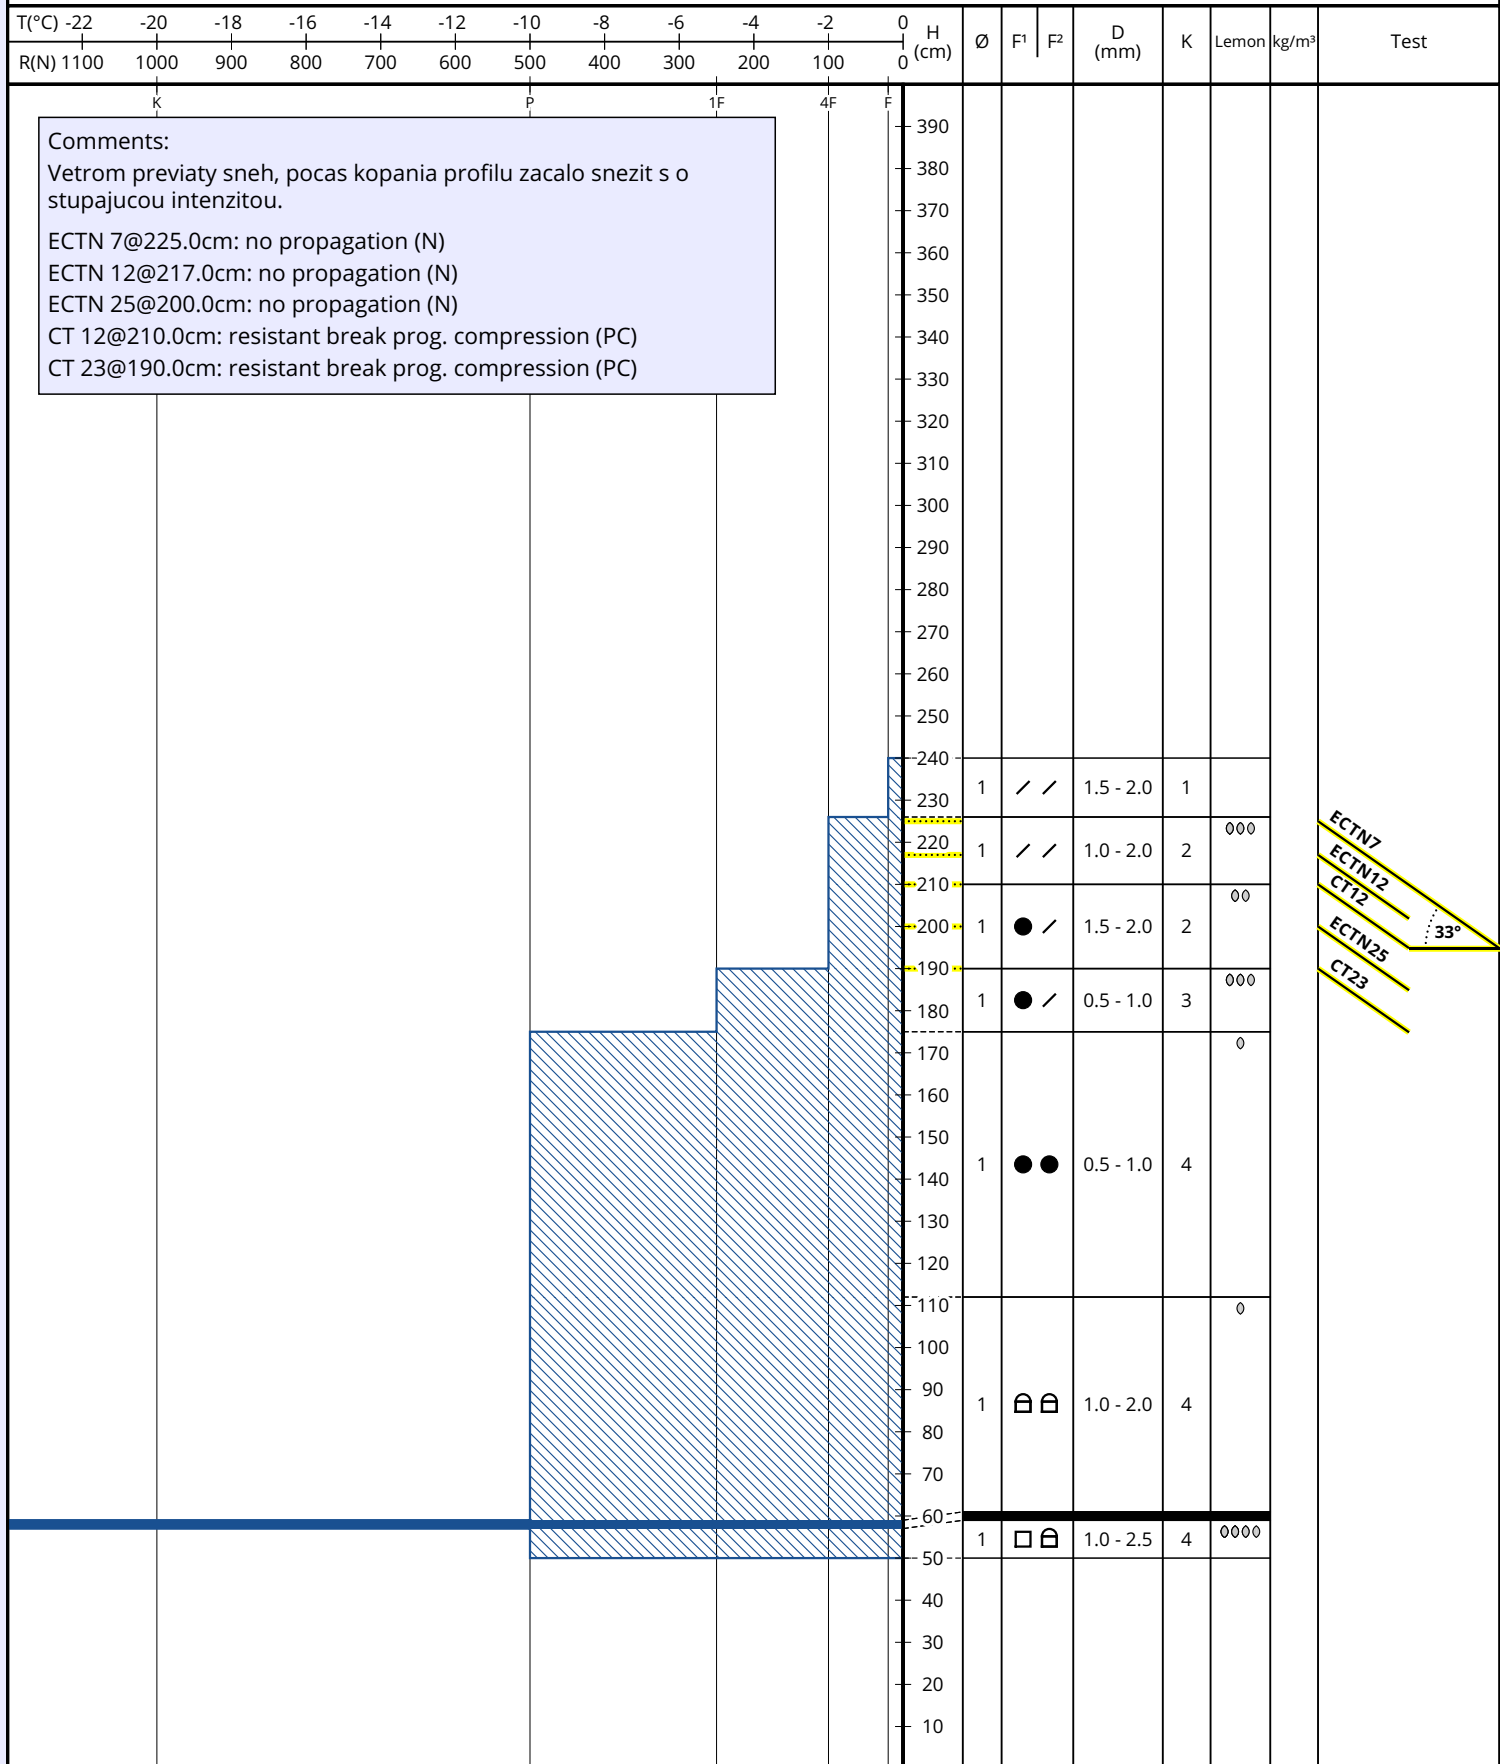 T(°C) -22 -20 -18 -16 -14 -12 -10 -8 -6 -4 -2 0
R(N) 1100 1000 900 800 700 600 500 400 300 200 100 0
H (cm) Ø F¹ F² D (mm) K Lemon kg/m³ Test
K P 1F 4F F
Comments:
Vetrom previaty sneh, pocas kopania profilu zacalo snezit s o
stupajucou intenzitou.
ECTN 7@225.0cm: no propagation (N)
ECTN 12@217.0cm: no propagation (N)
ECTN 25@200.0cm: no propagation (N)
CT 12@210.0cm: resistant break prog. compression (PC)
CT 23@190.0cm: resistant break prog. compression (PC)
390
380
370
360
350
340
330
320
310
300
290
280
270
260
250
240
230
220
210
200
190
180
170
160
150
140
130
120
110
100
90
80
70
60
50
40
30
20
10
1 1.5 - 2.0 1
1 1.0 - 2.0 2
1 1.5 - 2.0 2
1 0.5 - 1.0 3
1 0.5 - 1.0 4
1 1.0 - 2.0 4
1 1.0 - 2.5 4
ECTN7
ECTN12
CT12
ECTN25
CT23
33°